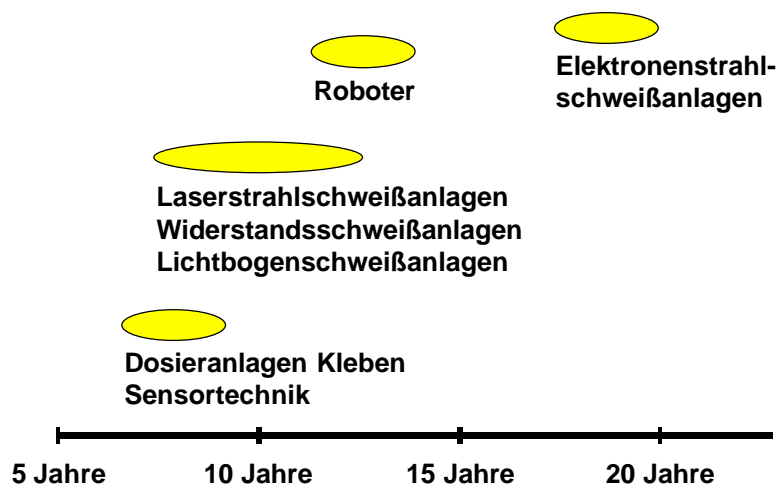 Elektronenstrahl-
schweißanlagen
Roboter
Laserstrahlschweißanlagen
Widerstandsschweißanlagen
Lichtbogenschweißanlagen
Dosieranlagen Kleben
Sensortechnik
5 Jahre
10 Jahre
15 Jahre
20 Jahre